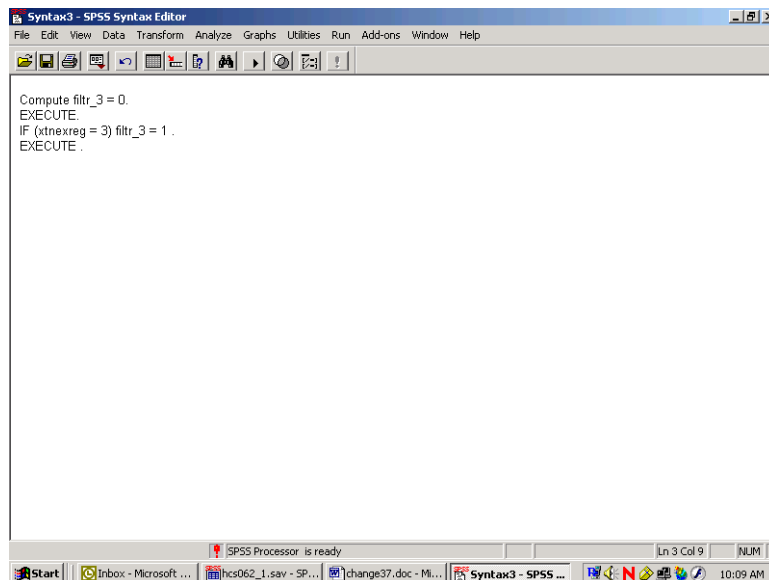 Syntax3 - SPSS Syntax Editor
File Edit View Data Transform Analyze Graphs Utilities Run Add-ons Window Help
Compute filtr_3 = 0.
EXECUTE.
IF (xtnexreg = 3) filtr_3 = 1 .
EXECUTE .
SPSS Processor is ready
Ln 3 Col 9
NUM
Start
Inbox - Microsoft ...
hcs062_1.sav - SP...
change37.doc - Mi...
Syntax3 - SPSS ...
10:09 AM